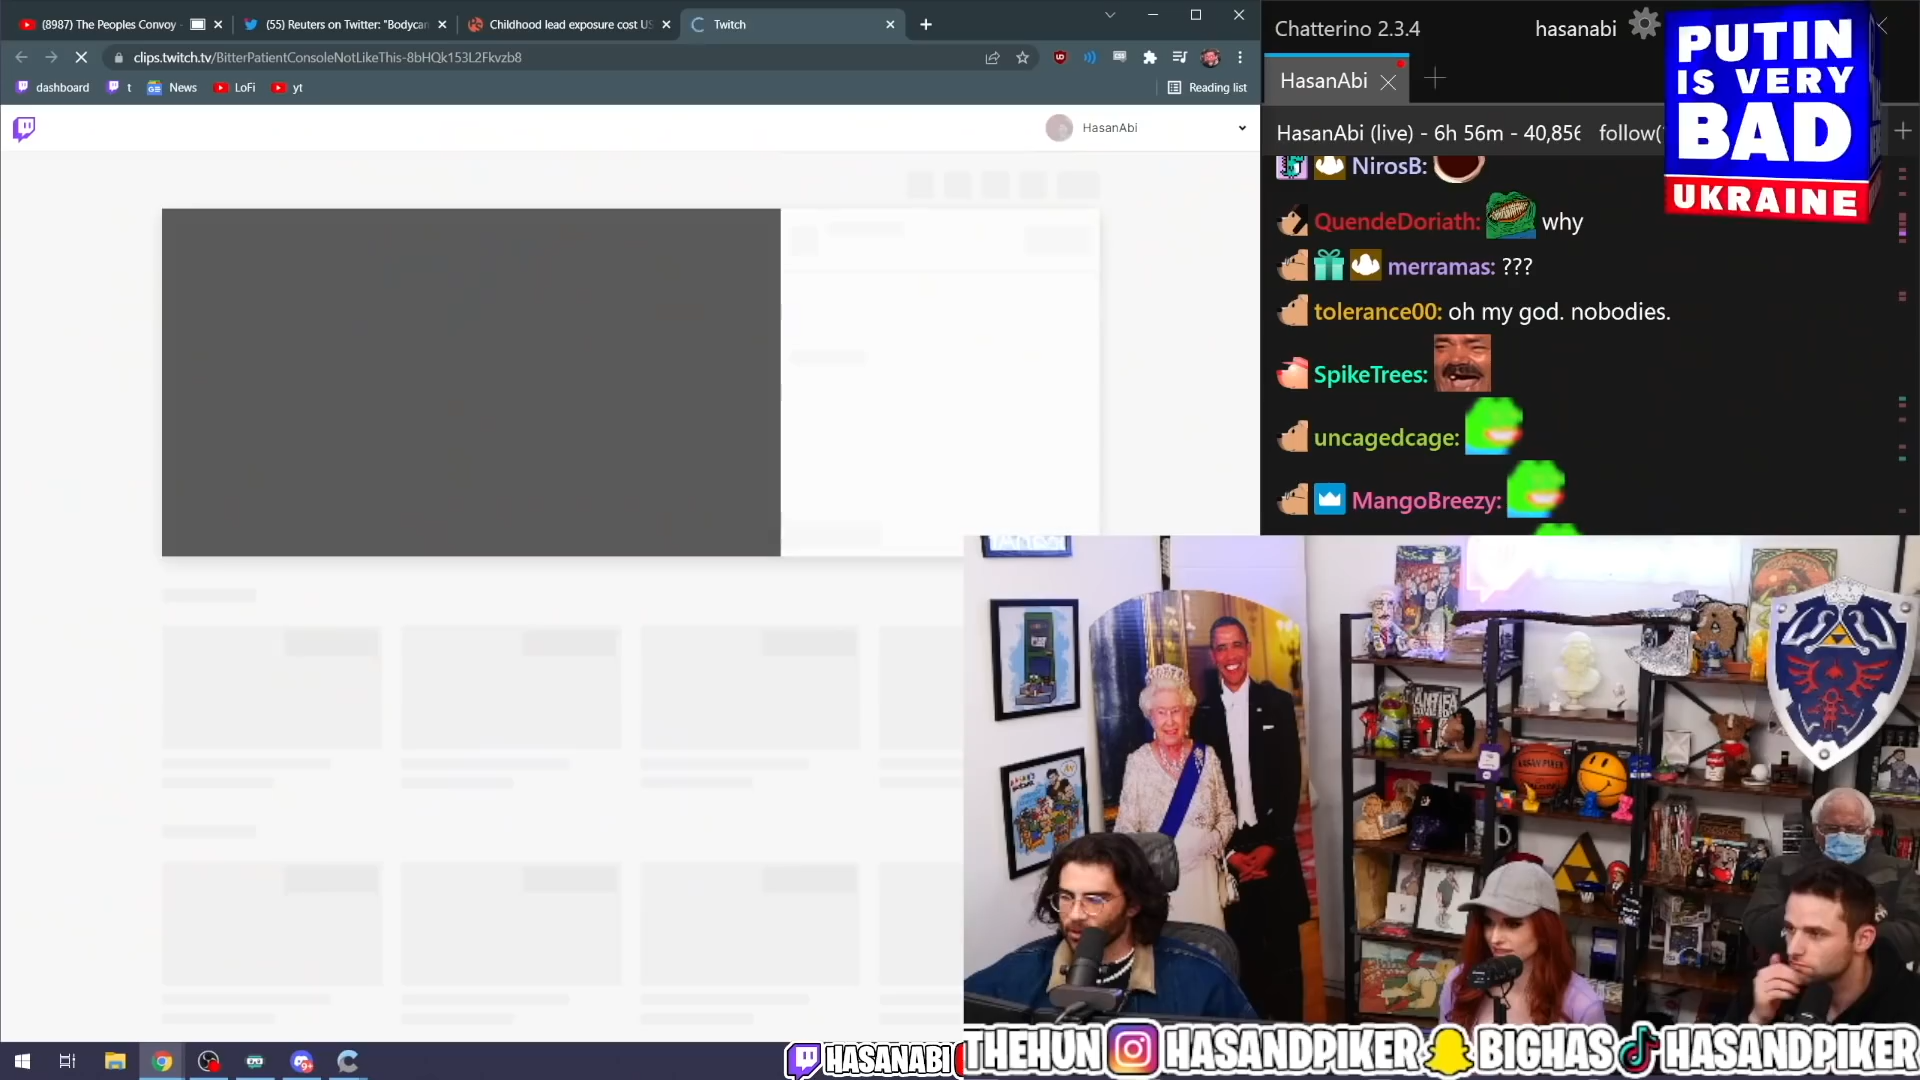 (8987) The Peoples Convoy
(55) Reuters on Twitter: "Bodycan
Childhood lead exposure cost US
Twitch
clips.twitch.tv/BitterPatientConsoleNotLikeThis-8bHQk153L2Fkvzb8
dashboard
t
News
LoFi
yt
Reading list
HasanAbi
Chatterino 2.3.4
hasanabi
HasanAbi
HasanAbi (live) - 6h 56m - 40,856
follow(
PUTIN
IS VERY
BAD
UKRAINE
NirosB:
QuendeDoriath: why
merramas: ???
tolerance00: oh my god. nobodies.
SpikeTrees:
uncagedcage:
MangoBreezy:
HASAN PIKER
HASANABI
THEHUN
HASANDPIKER
BIGHAS
HASANDPIKER